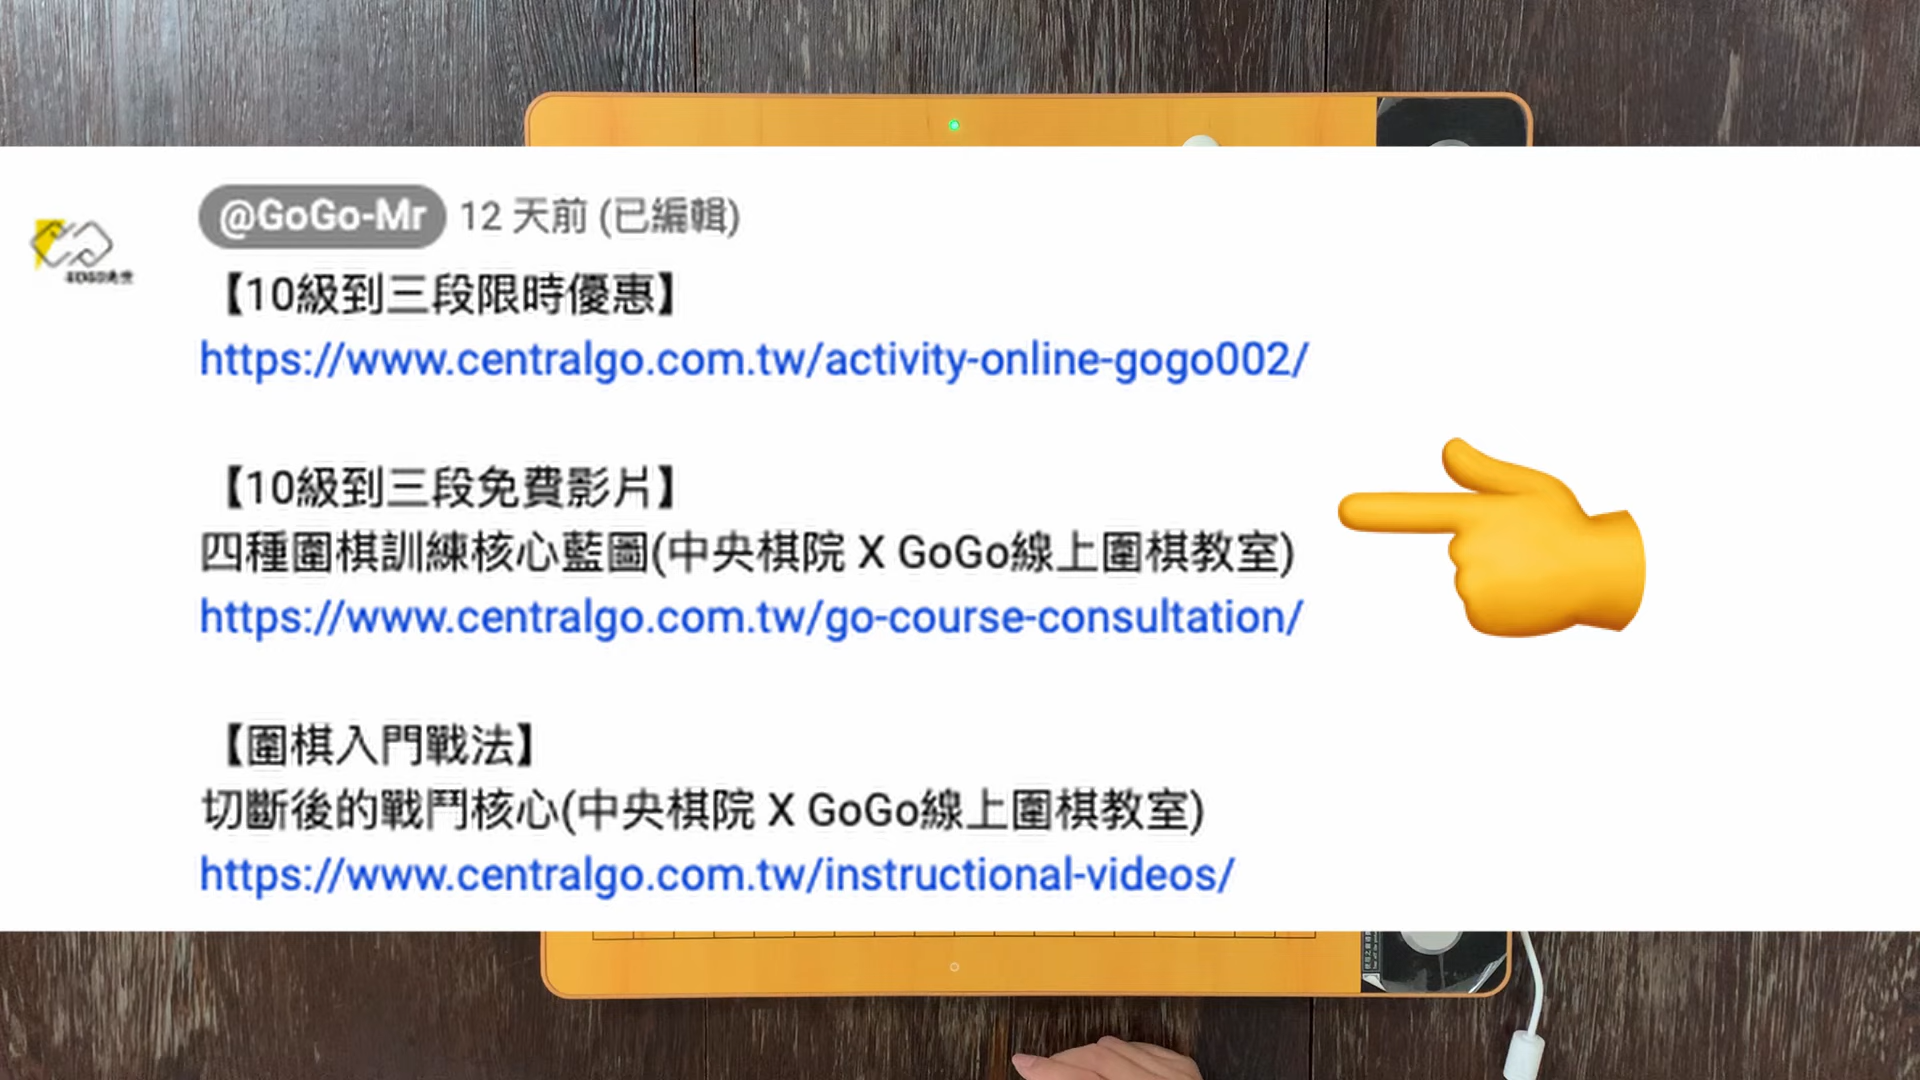 @GoGo-Mr 12 天前 (已編輯)
【10級到三段限時優惠】
https://www.centralgo.com.tw/activity-online-gogo002/
【10級到三段免費影片】
四種圍棋訓練核心藍圖(中央棋院 X GoGo線上圍棋教室)
https://www.centralgo.com.tw/go-course-consultation/
【圍棋入門戰法】
切斷後的戰鬥核心(中央棋院 X GoGo線上圍棋教室)
https://www.centralgo.com.tw/instructional-videos/